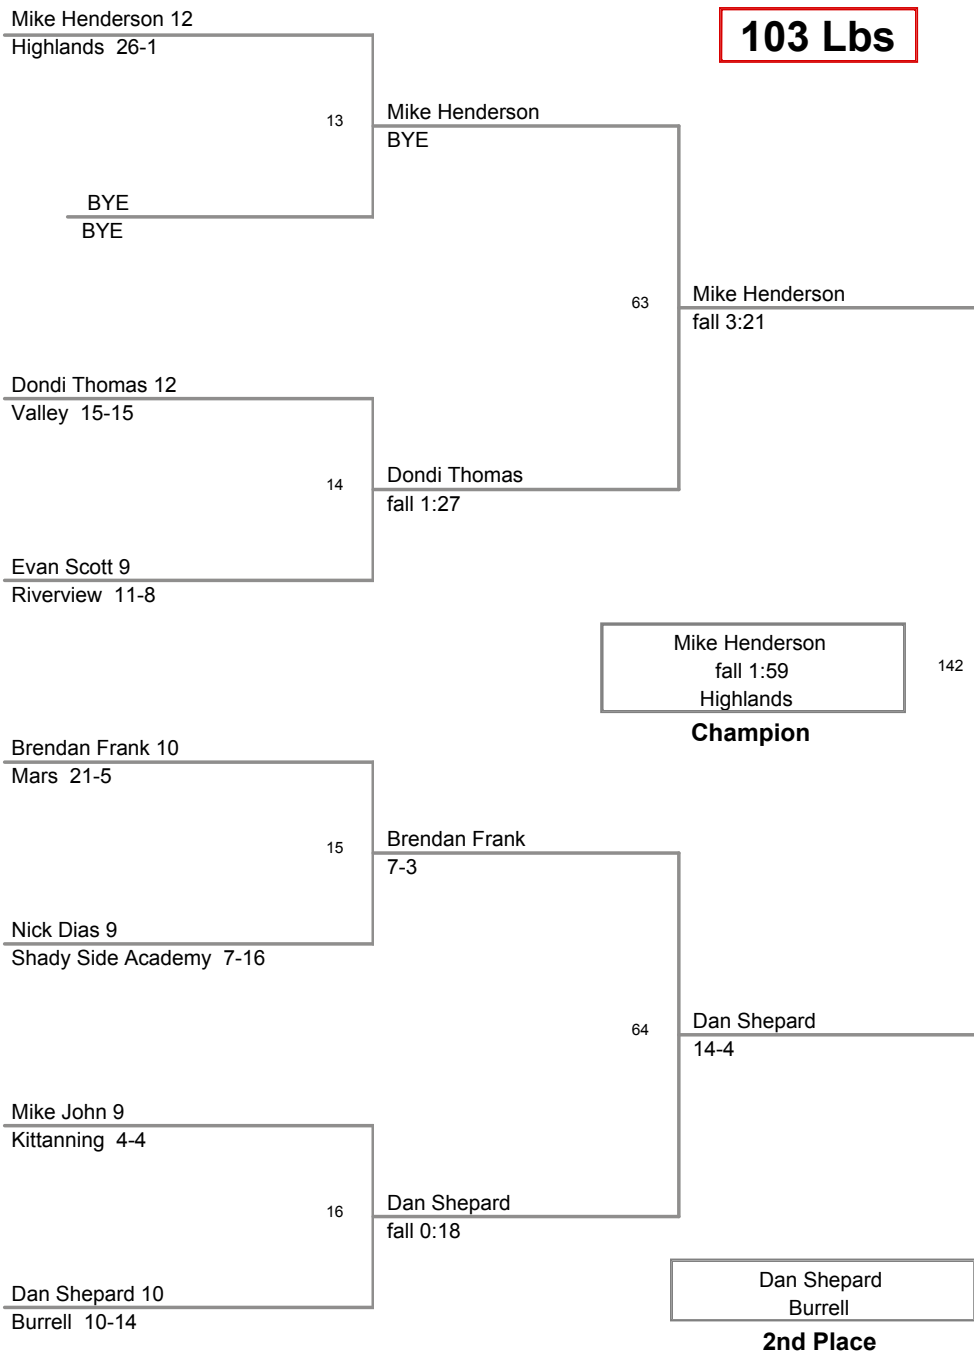 Mike Henderson 12
103 Lbs
Highlands 26-1
13
Mike Henderson
BYE
BYE
BYE
63
Mike Henderson
fall 3:21
Dondi Thomas 12
Valley 15-15
14
Dondi Thomas
fall 1:27
Evan Scott 9
Riverview 11-8
Mike Henderson
fall 1:59
Highlands
142
Champion
Brendan Frank 10
Mars 21-5
15
Brendan Frank
7-3
Nick Dias 9
Shady Side Academy 7-16
64
Dan Shepard
14-4
Mike John 9
Kittanning 4-4
16
Dan Shepard
fall 0:18
Dan Shepard 10
Burrell 10-14
Dan Shepard
Burrell
2nd Place